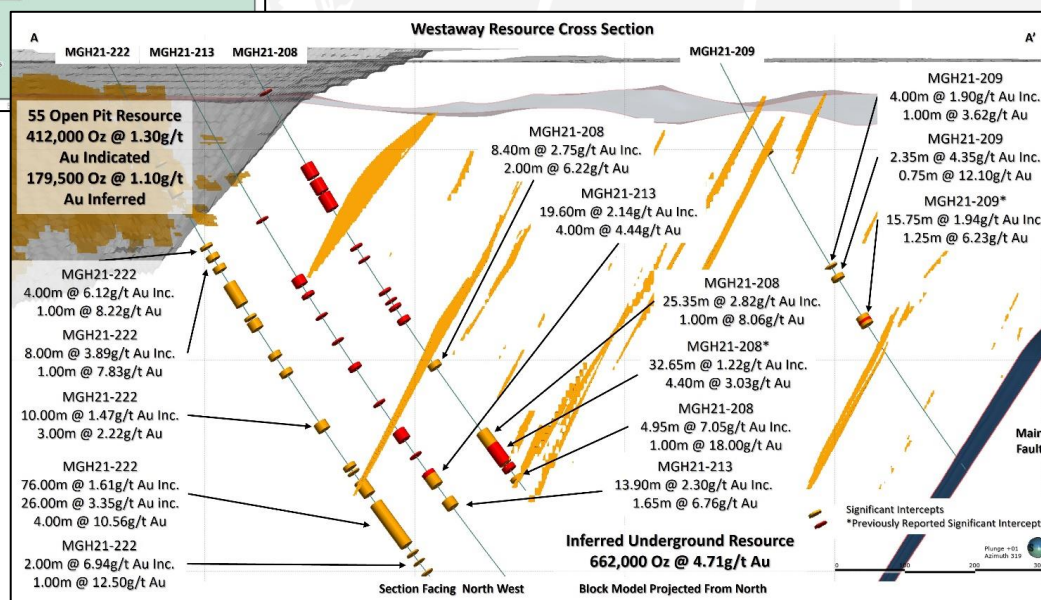 Westaway Resource Cross Section
A
A'
MGH21-222
MGH21-213
MGH21-208
MGH21-209
55 Open Pit Resource
412,000 Oz @ 1.30g/t
Au Indicated
179,500 Oz @ 1.10g/t
Au Inferred
MGH21-222
4.00m @ 6.12g/t Au Inc.
1.00m @ 8.22g/t Au
MGH21-222
8.00m @ 3.89g/t Au Inc.
1.00m @ 7.83g/t Au
MGH21-222
10.00m @ 1.47g/t Au Inc.
3.00m @ 2.22g/t Au
MGH21-222
76.00m @ 1.61g/t Au inc.
26.00m @ 3.35g/t Au inc.
4.00m @ 10.56g/t Au
MGH21-222
2.00m @ 6.94g/t Au Inc.
1.00m @ 12.50g/t Au
MGH21-208
8.40m @ 2.75g/t Au Inc.
2.00m @ 6.22g/t Au
MGH21-213
19.60m @ 2.14g/t Au Inc.
4.00m @ 4.44g/t Au
MGH21-208
25.35m @ 2.82g/t Au Inc.
1.00m @ 8.06g/t Au
MGH21-208*
32.65m @ 1.22g/t Au Inc.
4.40m @ 3.03g/t Au
MGH21-208
4.95m @ 7.05g/t Au Inc.
1.00m @ 18.00g/t Au
MGH21-213
13.90m @ 2.30g/t Au Inc.
1.65m @ 6.76g/t Au
MGH21-209
4.00m @ 1.90g/t Au Inc.
1.00m @ 3.62g/t Au
MGH21-209
2.35m @ 4.35g/t Au Inc.
0.75m @ 12.10g/t Au
MGH21-209*
15.75m @ 1.94g/t Au Inc
1.25m @ 6.23g/t Au
Main
Fault
Significant Intercepts
*Previously Reported Significant Intercept
Inferred Underground Resource
662,000 Oz @ 4.71g/t Au
Plunge +01
Azimuth 319
0
100
200
Section Facing North West
Block Model Projected From North